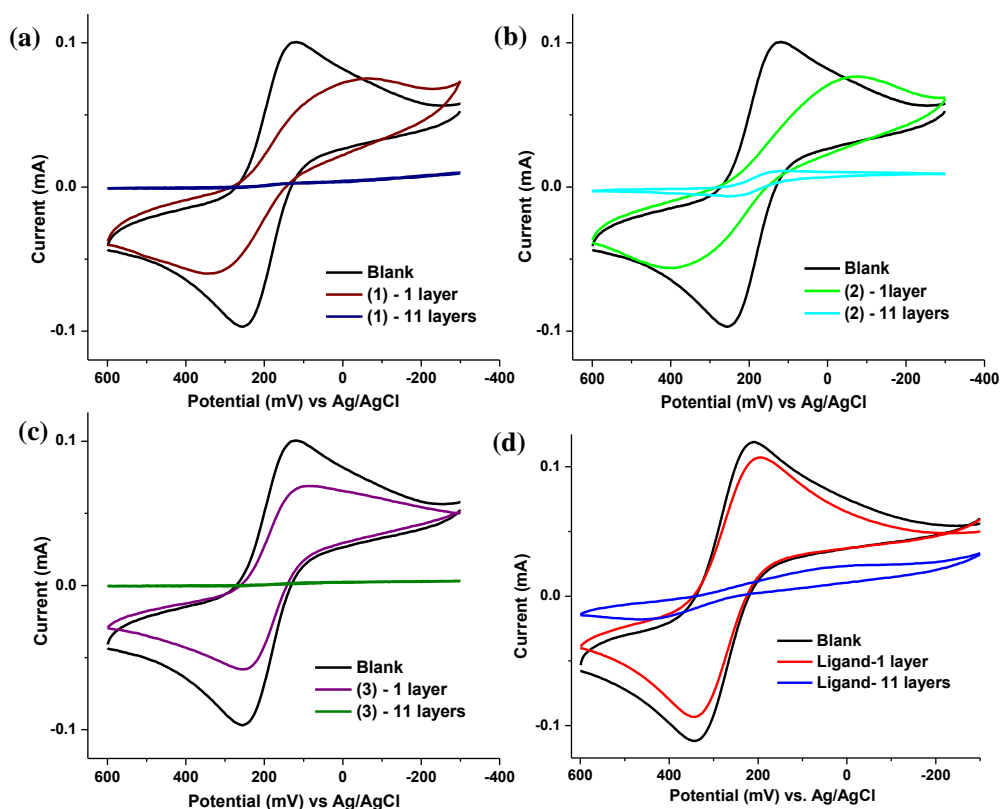 (a)
0.1
0.0
-0.1
Current (mA)
Blank
(1) - 1 layer
(1) - 11 layers
600 400 200 0 -200 -400
Potential (mV) vs Ag/AgCl
(b)
0.1
0.0
-0.1
Current (mA)
Blank
(2) - 1layer
(2) - 11 layers
600 400 200 0 -200 -400
Potential (mV) vs Ag/AgCl
(c)
0.1
0.0
-0.1
Current (mA)
Blank
(3) - 1 layer
(3) - 11 layers
600 400 200 0 -200 -400
Potential (mV) vs Ag/AgCl
(d)
0.1
0.0
-0.1
Current (mA)
Blank
Ligand-1 layer
Ligand- 11 layers
600 400 200 0 -200
Potential (mV) vs. Ag/AgCl